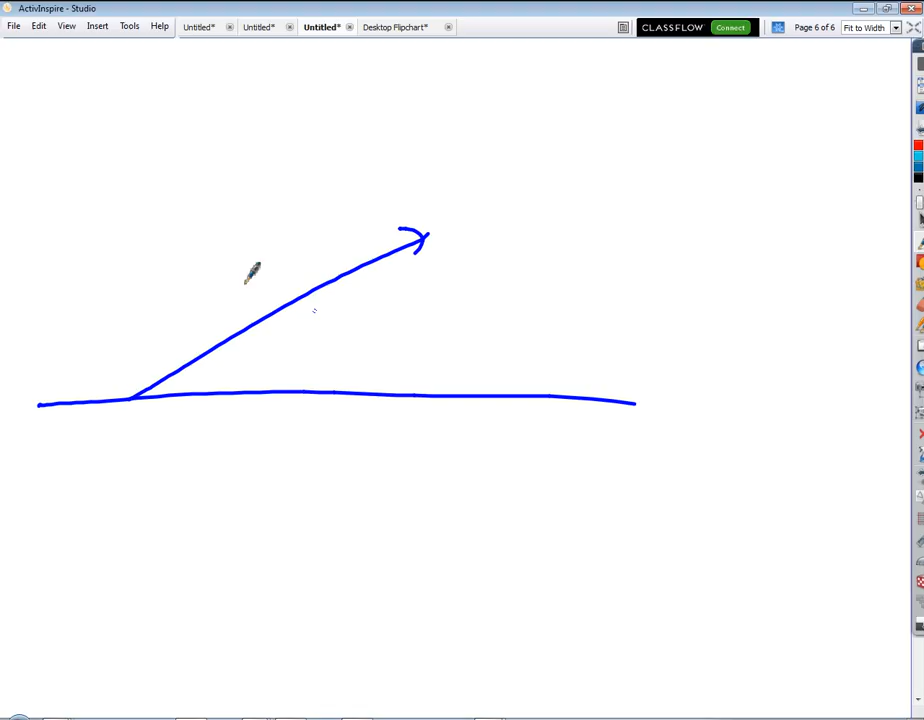 ActivInspire - Studio
File Edit View Insert Tools Help Untitled* Untitled* Untitled* Desktop Flipchart* CLASSFLOW Connect Page 6 of 6 Fit to Width